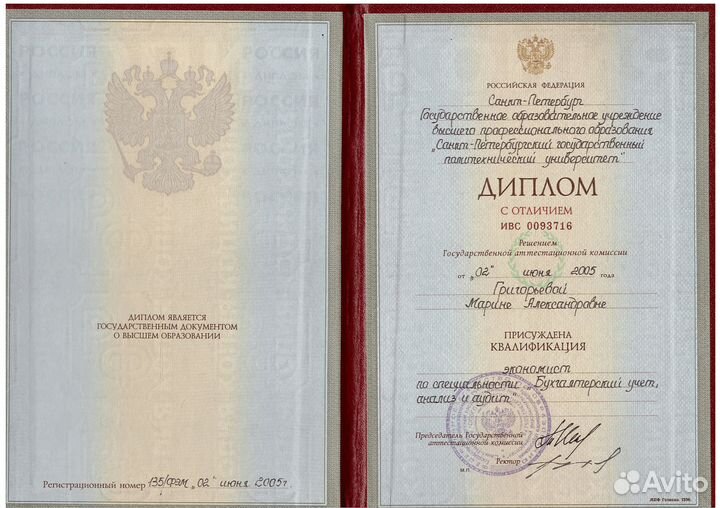 ДИПЛОМ ЯВЛЯЕТСЯ
ГОСУДАРСТВЕННЫМ ДОКУМЕНТОМ
О ВЫСШЕМ ОБРАЗОВАНИИ
Регистрационный номер 135/ФЭМ „02" июня 2005г.
РОССИЙСКАЯ ФЕДЕРАЦИЯ
Санкт-Петербург
Государственное образовательное учреждение
высшего профессионального образования
„Санкт-Петербургский государственный
политехнический университет"
ДИПЛОМ
С ОТЛИЧИЕМ
ИВС 0093716
Решением
Государственной аттестационной комиссии
от „02" июня 2005 года
Григорьевой
Марине Александровне
ПРИСУЖДЕНА
КВАЛИФИКАЦИЯ
экономист
по специальности „Бухгалтерский учет,
анализ и аудит"
Председатель Государственной
аттестационной комиссии
Ректор
М.П.
Avito